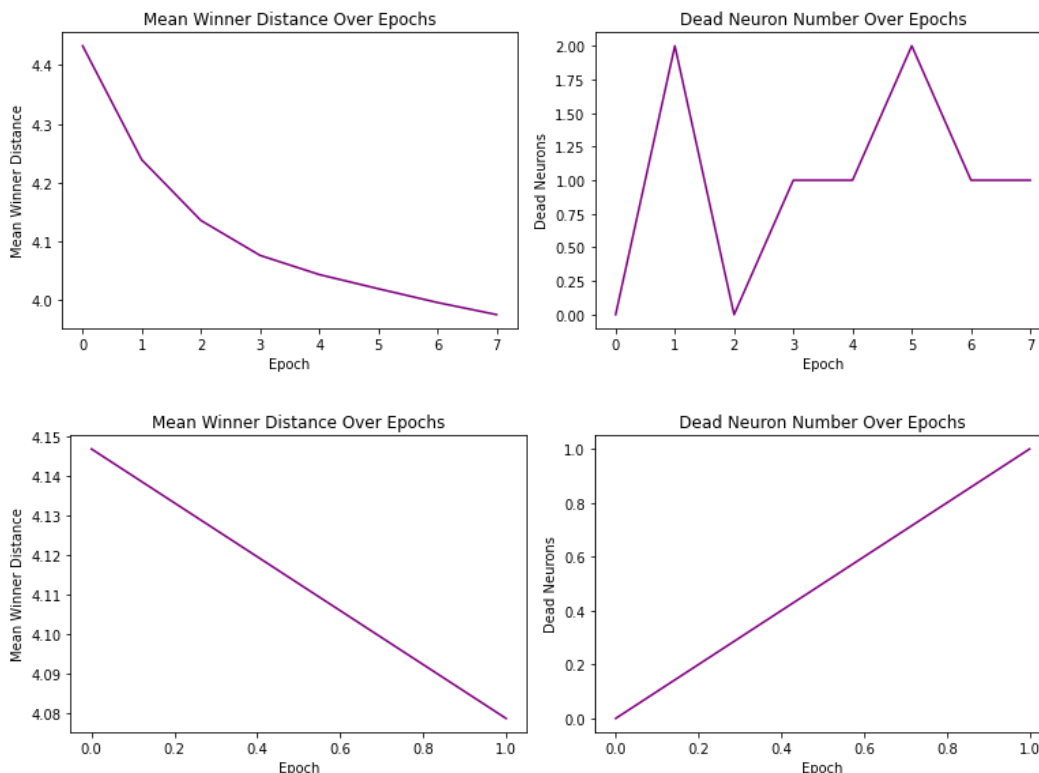 Mean Winner Distance Over Epochs
4.4
4.3
4.2
4.1
4.0
Mean Winner Distance
0 1 2 3 4 5 6 7
Epoch
Dead Neuron Number Over Epochs
2.00
1.75
1.50
1.25
1.00
0.75
0.50
0.25
0.00
Dead Neurons
0 1 2 3 4 5 6 7
Epoch
Mean Winner Distance Over Epochs
4.15
4.14
4.13
4.12
4.11
4.10
4.09
4.08
Mean Winner Distance
0.0 0.2 0.4 0.6 0.8 1.0
Epoch
Dead Neuron Number Over Epochs
1.0
0.8
0.6
0.4
0.2
0.0
Dead Neurons
0.0 0.2 0.4 0.6 0.8 1.0
Epoch